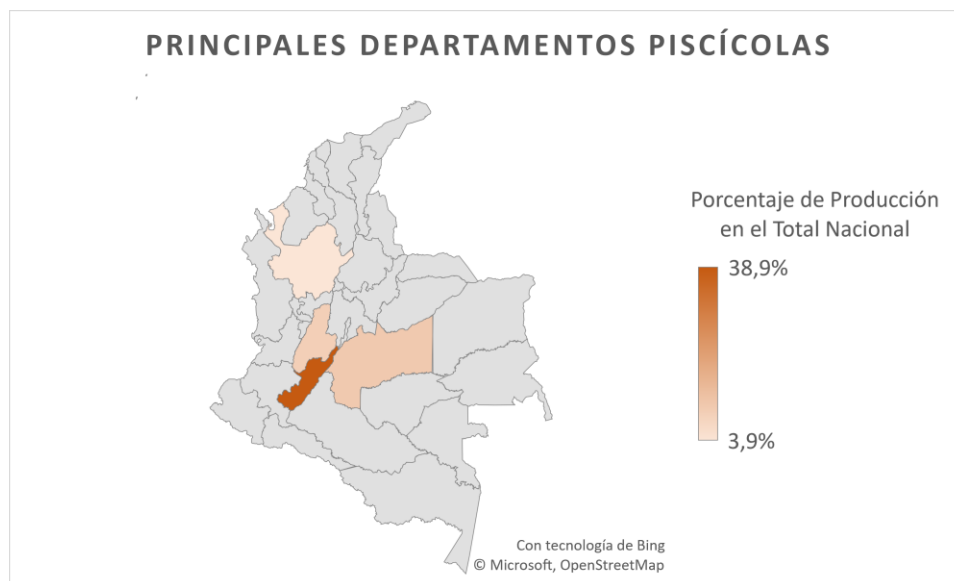 PRINCIPALES DEPARTAMENTOS PISCÍCOLAS
Porcentaje de Producción
en el Total Nacional
38,9%
3,9%
Con tecnología de Bing
© Microsoft, OpenStreetMap